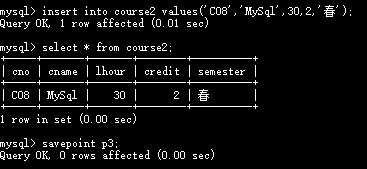 mysql> insert into course2 values('C08','MySql',30,2,'春');
Query OK, 1 row affected (0.01 sec)
mysql> select * from course2;
+-----+-------+-------+--------+----------+
| cno | cname | lhour | credit | semester |
+-----+-------+-------+--------+----------+
| C08 | MySql | 30 | 2 | 春 |
+-----+-------+-------+--------+----------+
1 row in set (0.00 sec)
mysql> savepoint p3;
Query OK, 0 rows affected (0.00 sec)